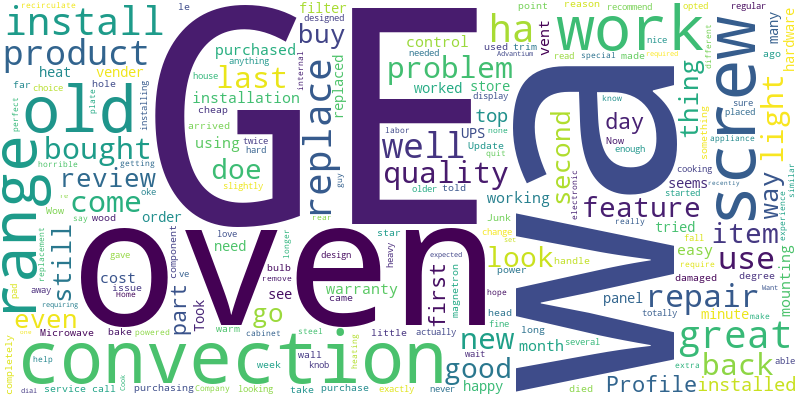 recirculate
install
le
filter
designed
point
reason
recommend
opted
regular
many
product
purchased
buy
control
used
trim
vent
ha
work
nice
made
different
hardware
ago
heat
vender
anything
internal
needed
problem
read
special
Advantium
required
far
choice
hole
last
house
replaced
worked
store
thing
something
screw
light
perfect
plate
installing
installation
cheap
display
top
know
sure
placed
old
bought
arrived
using
twice
hard
replace
labor
UPS
none
second
day
Now
enough
way
appliance
horrible
getting
doe
well
Update
quit
working
cooking
seems
started
recently
experience
similar
range
review
slightly
guy
quality
older
told
electronic
feature
tried
really
item
Wow
come
oke
GE
rear
Junk
change
set
look
easy
fall
require
use
mounting
say
wood
order
oven
love
need
longer
star
heavy
first
wa
degree
still
component
gave
design
expected
magnetron
power
handle
damaged
pad
replacement
away
cost
issue
Home
ve
bulb
remove
see
warranty
came
hope
panel
repair
minute
totally
make
Want
requiring
part
Took
go
head
fine
new
long
month
several
great
even
Microwave
bake
powered
warm
cabinet
steel
little
actually
completely
convection
wall
knob
heating
wait
good
extra
back
able
help
week
dial
service
call
purchasing
Cook
Company
looking
take
purchase
exactly
never
happy
died
Profile
installed